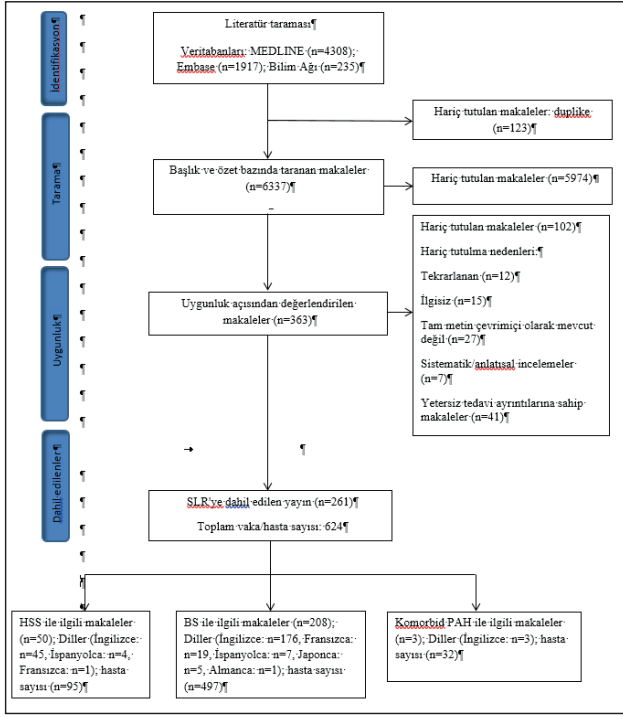 İdentifikasyon¶
Literatür taraması¶
Veritabanları: MEDLINE (n=4308);
Embase (n=1917); Bilim Ağı (n=235)¶
Hariç tutulan makaleler: duplike
(n=123)¶
Tarama¶
Başlık ve özet bazında taranan makaleler
(n=6337)¶
Hariç tutulan makaleler (n=5974)¶
Hariç tutulan makaleler (n=102)¶
Hariç tutulma nedenleri:¶
Tekrarlanan (n=12)¶
İlgisiz (n=15)¶
Tam metin çevrimiçi olarak mevcut
değil (n=27)¶
Sistematik/anlatısal incelemeler
(n=7)¶
Yetersiz tedavi ayrıntılarına sahip
makaleler (n=41)¶
Uygunluk¶
Uygunluk açısından değerlendirilen
makaleler (n=363)¶
Dahil edilenler¶
SLR'ye dahil edilen yayın (n=261)¶
Toplam vaka/hasta sayısı: 624¶
HSS ile ilgili makaleler
(n=50); Diller (İngilizce:
n=45, İspanyolca: n=4,
Fransızca: n=1); hasta
sayısı (n=95)¶
BS ile ilgili makaleler (n=208);
Diller (İngilizce: n=176, Fransızca:
n=19, İspanyolca: n=7, Japonca:
n=5, Almanca: n=1); hasta sayısı
(n=497)¶
Komorbid PAH ile ilgili makaleler
(n=3); Diller (İngilizce: n=3); hasta
sayısı (n=32)¶